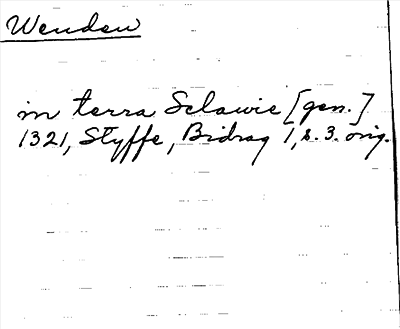 Wenden
in terra Sclawie [gen.]
1321, Styffe, Bidrag 1, s. 3. orig.